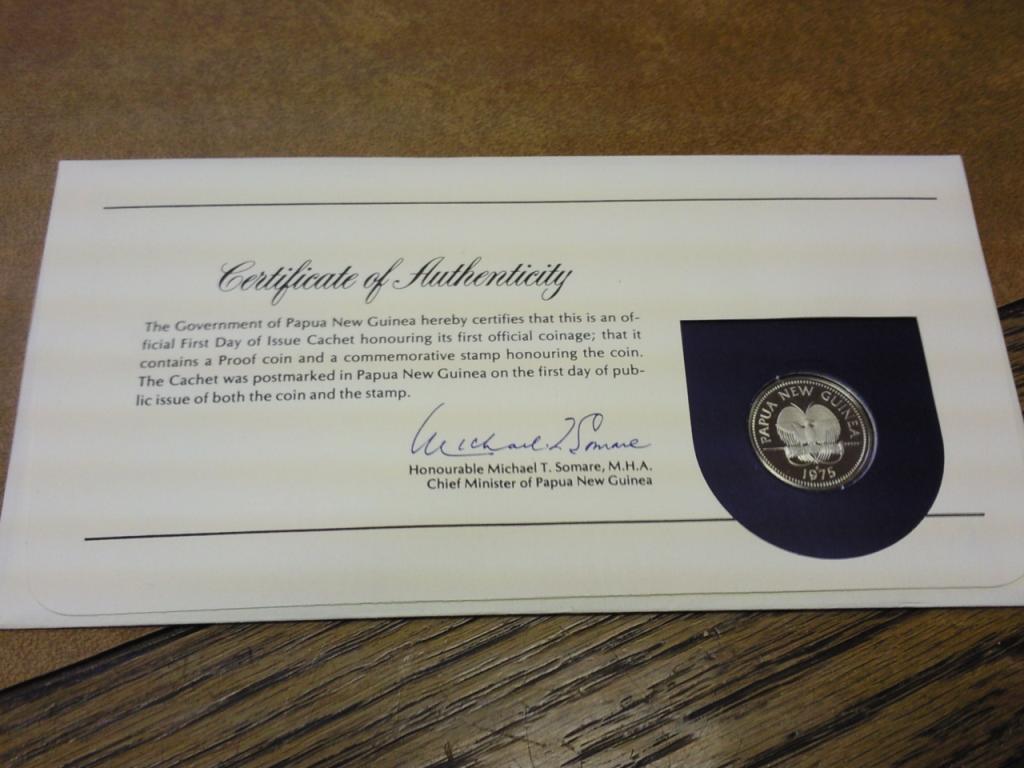 Certificate of Authenticity
The Government of Papua New Guinea hereby certifies that this is an of-
ficial First Day of Issue Cachet honouring its first official coinage; that it
contains a Proof coin and a commemorative stamp honouring the coin.
The Cachet was postmarked in Papua New Guinea on the first day of pub-
lic issue of both the coin and the stamp.
Michael T Somare
Honourable Michael T. Somare, M.H.A.
Chief Minister of Papua New Guinea
PAPUA NEW GUINEA
1975